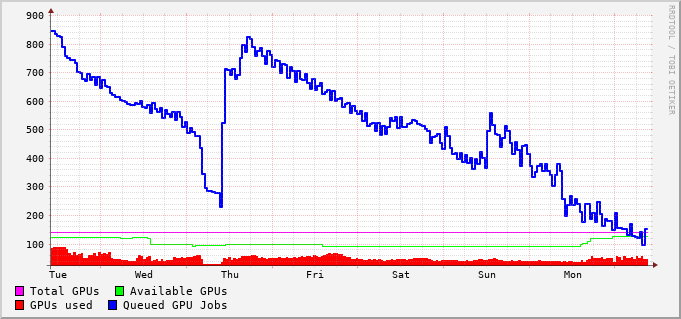 900
800
700
600
500
400
300
200
100
Tue Wed Thu Fri Sat Sun Mon
Total GPUs Available GPUs
GPUs used Queued GPU Jobs
RRDTOOL / TOBI OETIKER